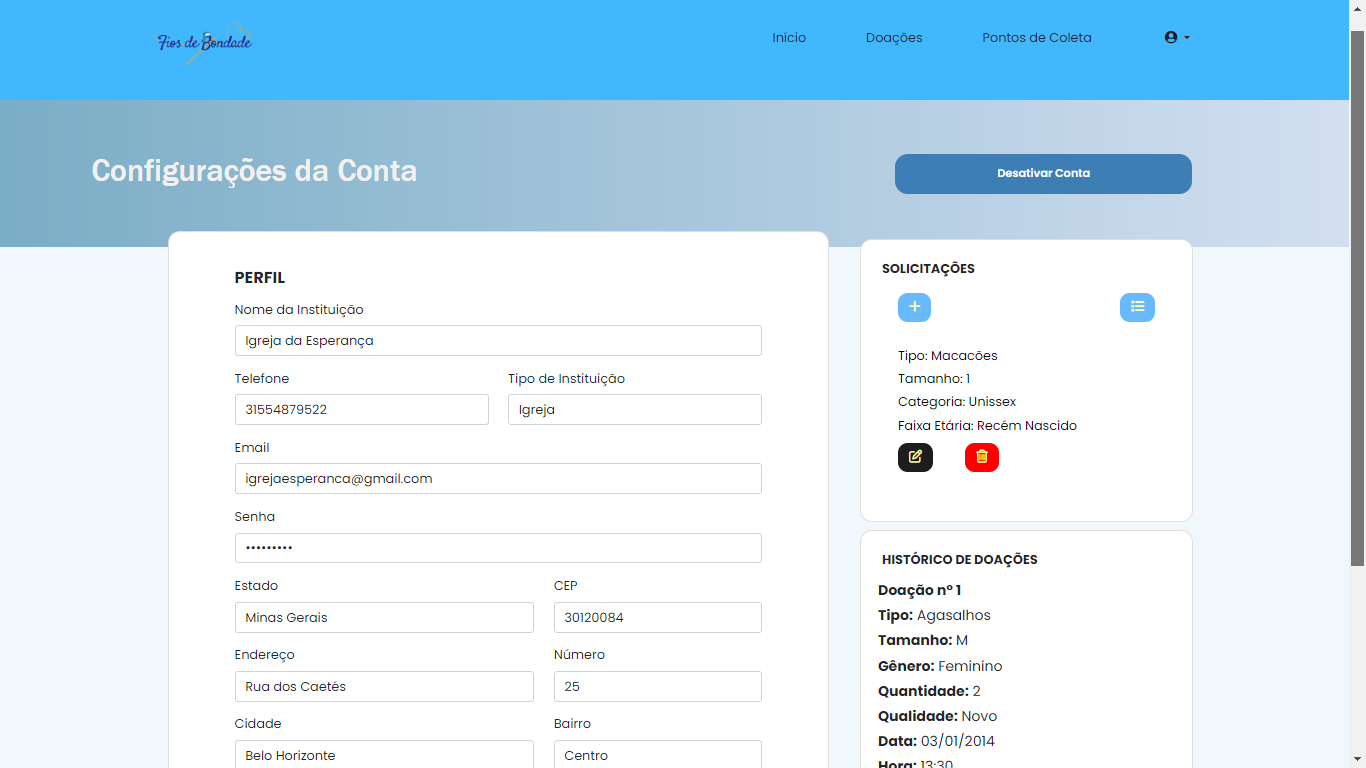 Fios de Bondade
Início
Doações
Pontos de Coleta
Configurações da Conta
Desativar Conta
PERFIL
Nome da Instituição
Igreja da Esperança
Telefone
Tipo de Instituição
31554879522
Igreja
Email
igrejaesperanca@gmail.com
Senha
•••••••••
Estado
CEP
Minas Gerais
30120084
Endereço
Número
Rua dos Caetés
25
Cidade
Bairro
Belo Horizonte
Centro
SOLICITAÇÕES
Tipo: Macacões
Tamanho: 1
Categoria: Unissex
Faixa Etária: Recém Nascido
HISTÓRICO DE DOAÇÕES
Doação nº 1
Tipo: Agasalhos
Tamanho: M
Gênero: Feminino
Quantidade: 2
Qualidade: Novo
Data: 03/01/2014
Hora: 13:30